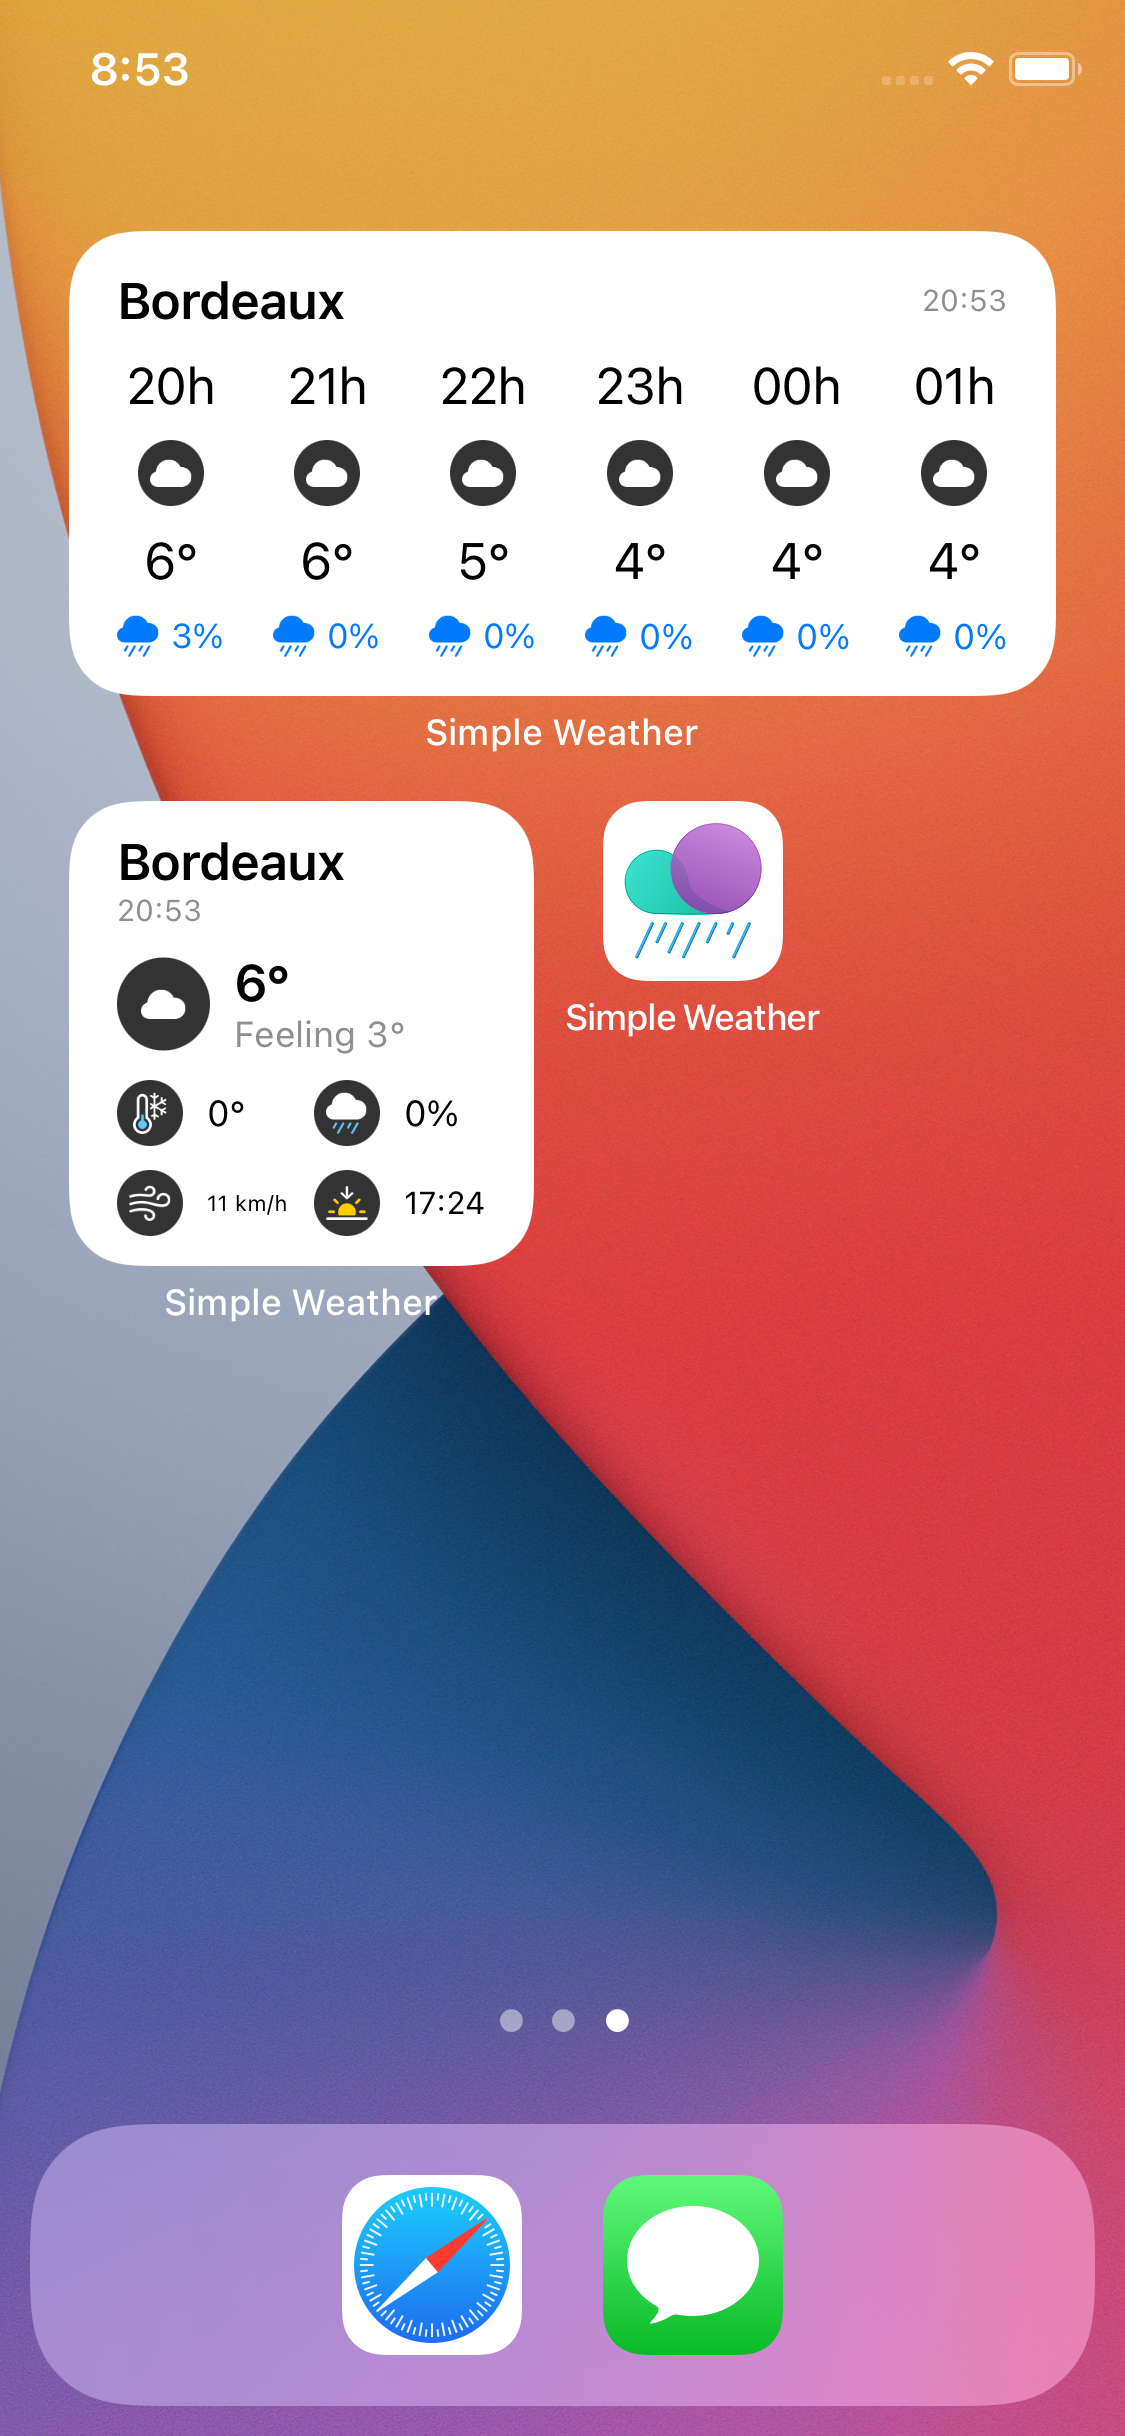 8:53
Bordeaux 20:53
20h 21h 22h 23h 00h 01h
6° 6° 5° 4° 4° 4°
3% 0% 0% 0% 0% 0%
Simple Weather
Bordeaux
20:53
6°
Feeling 3°
0° 0%
11 km/h 17:24
Simple Weather
Simple Weather